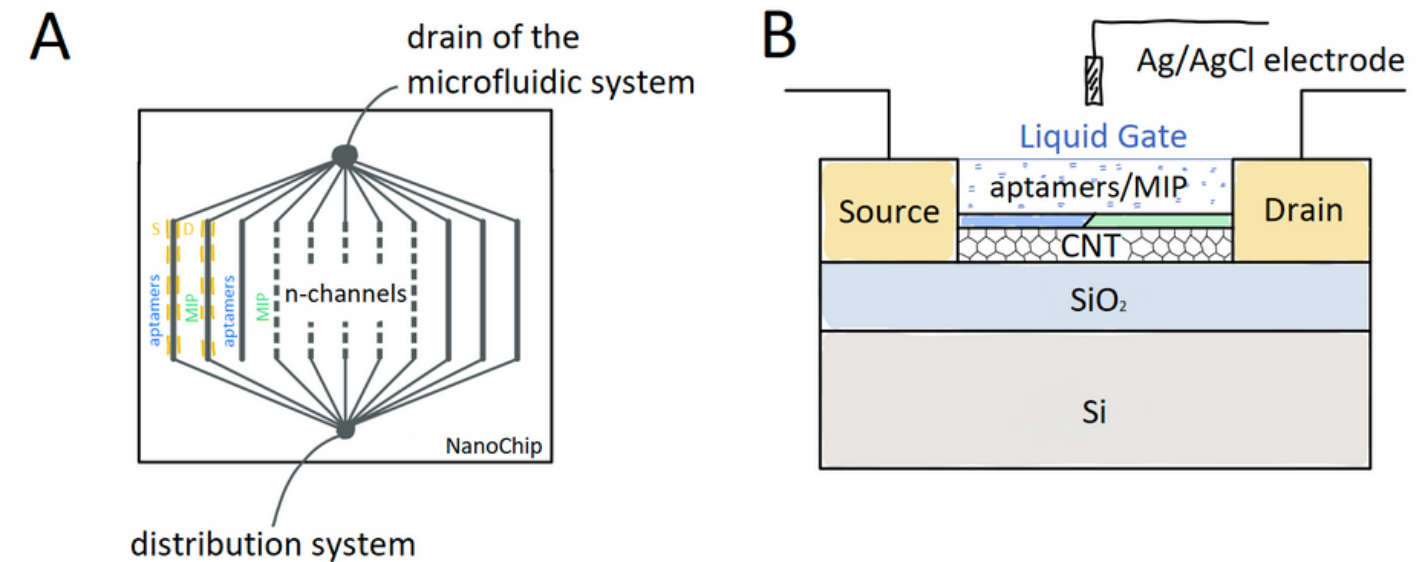 A
drain of the
microfluidic system
S D
aptamers
MIP
aptamers
MIP
n-channels
NanoChip
distribution system
B
Ag/AgCl electrode
Liquid Gate
aptamers/MIP
Source
Drain
CNT
SiO₂
Si